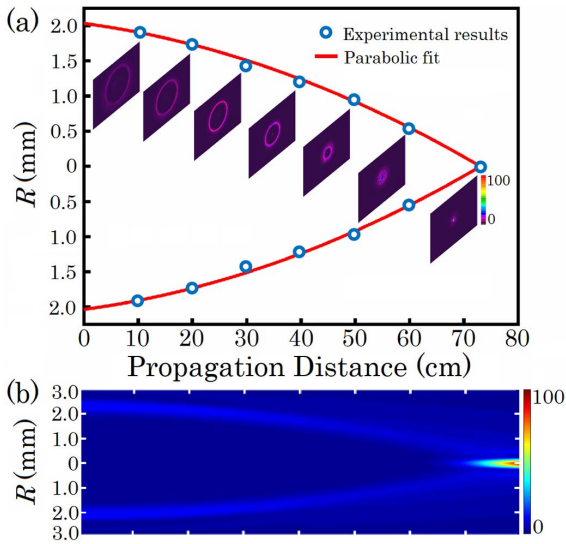 (a)
Experimental results
Parabolic fit
2.0
1.5
1.0
0.5
0
0.5
1.0
1.5
2.0
R (mm)
100
0
0 10 20 30 40 50 60 70 80
Propagation Distance (cm)
(b)
3.0
2.0
1.0
0
1.0
2.0
3.0
R (mm)
100
0